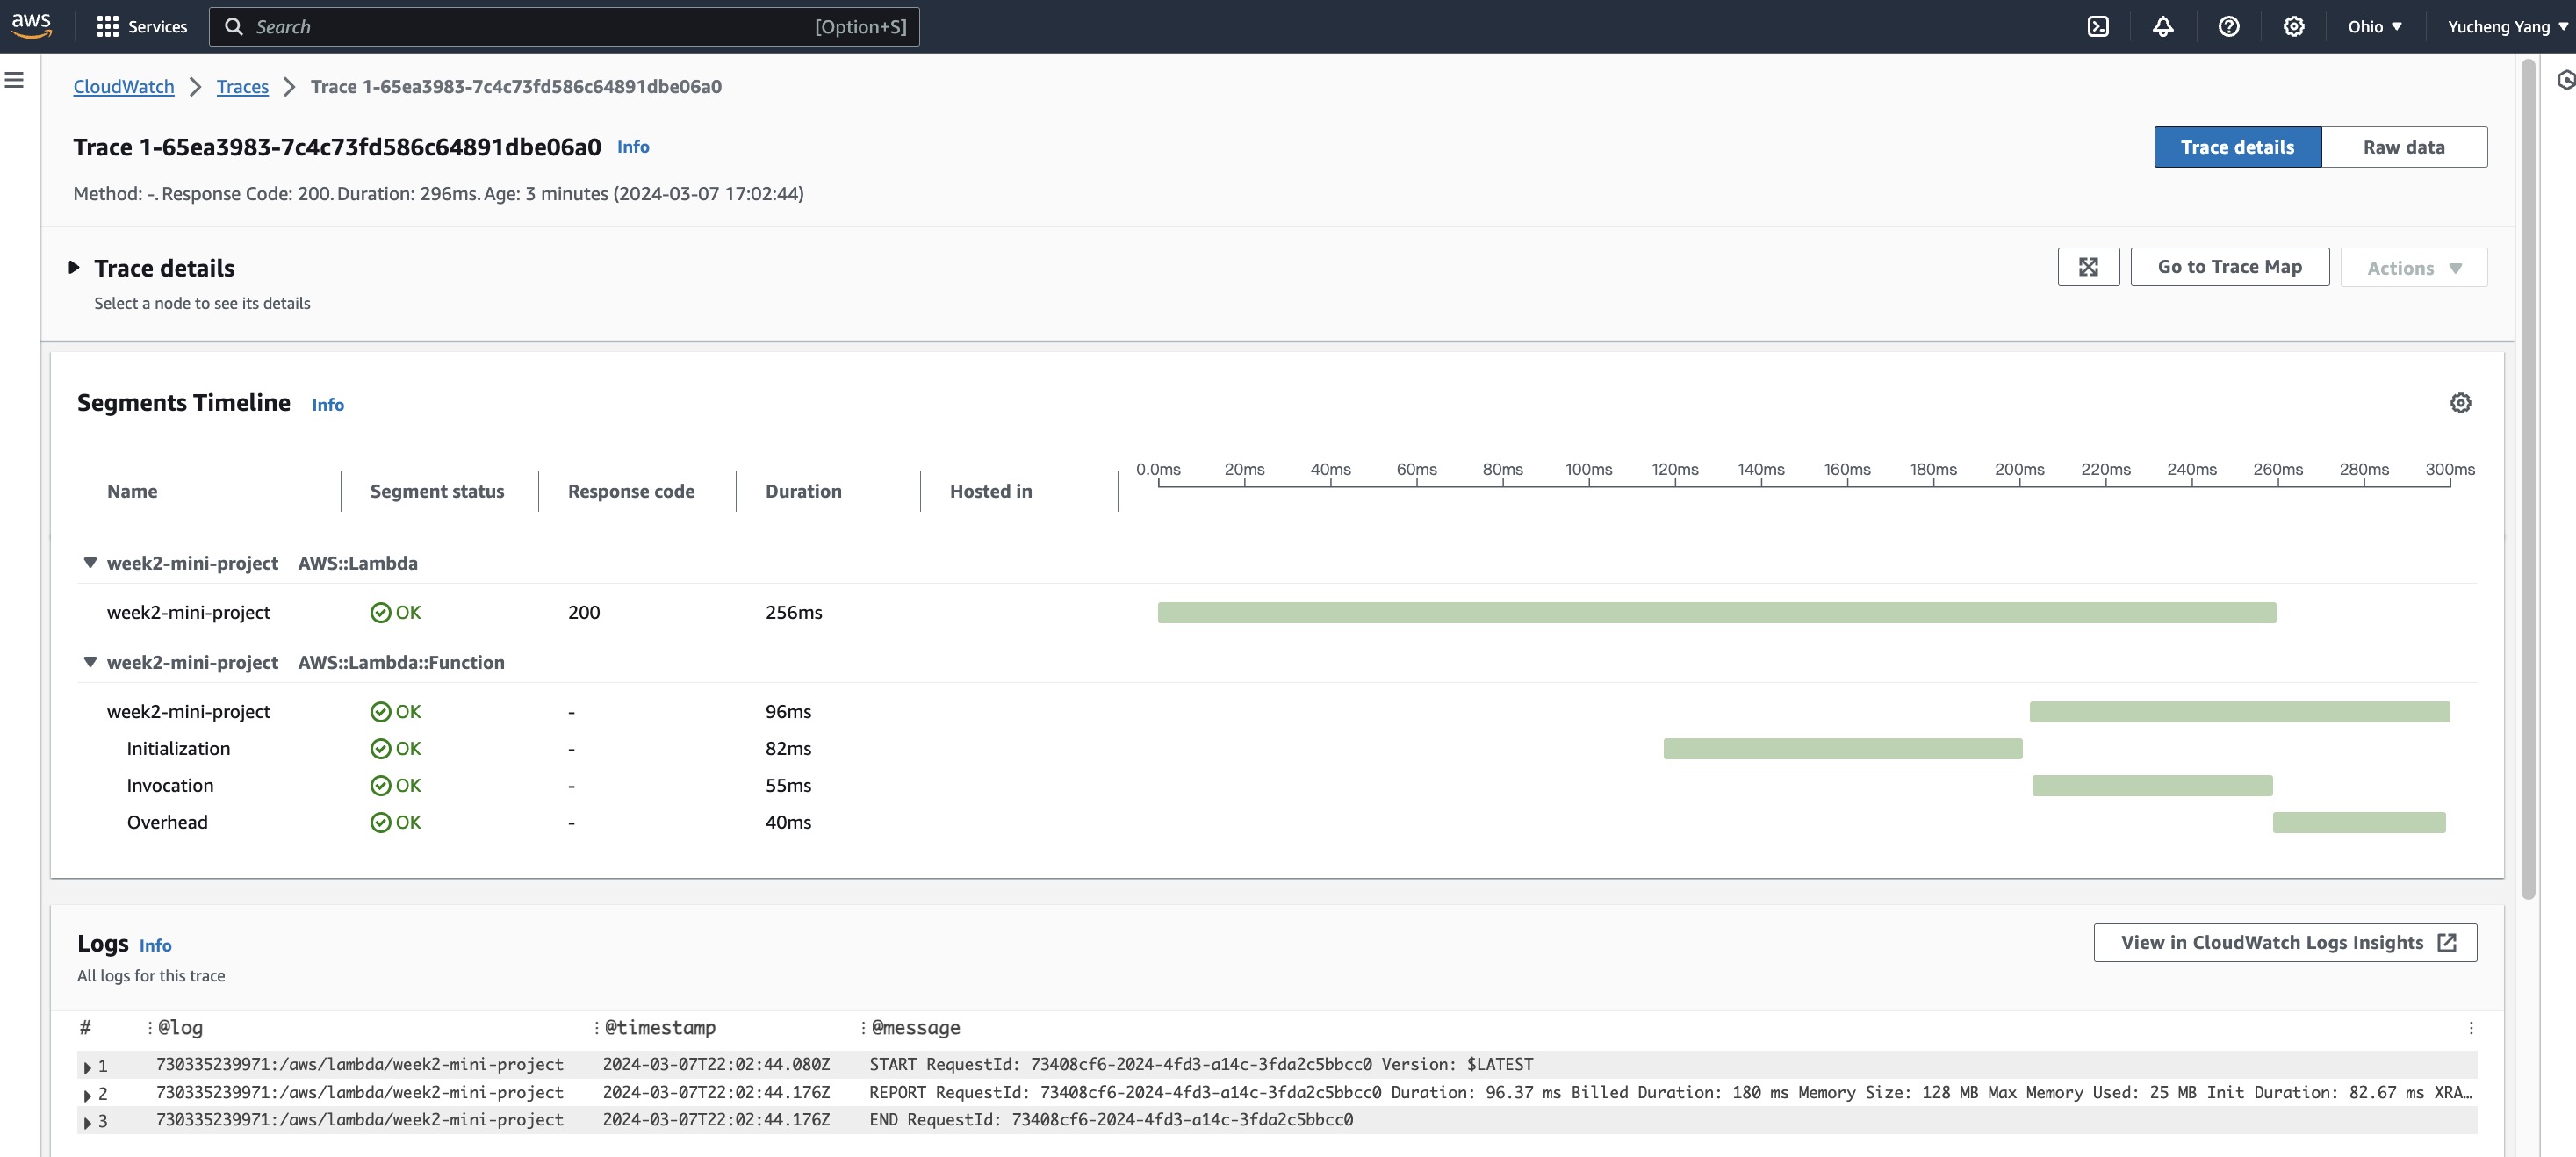 aws Services Search [Option+S] Ohio Yucheng Yang
CloudWatch Traces Trace 1-65ea3983-7c4c73fd586c64891dbe06a0
Trace 1-65ea3983-7c4c73fd586c64891dbe06a0 Info Trace details Raw data
Method: -. Response Code: 200. Duration: 296ms. Age: 3 minutes (2024-03-07 17:02:44)
Trace details Go to Trace Map Actions
Select a node to see its details
Segments Timeline Info
0.0ms 20ms 40ms 60ms 80ms 100ms 120ms 140ms 160ms 180ms 200ms 220ms 240ms 260ms 280ms 300ms
Name Segment status Response code Duration Hosted in
week2-mini-project AWS::Lambda
week2-mini-project OK 200 256ms
week2-mini-project AWS::Lambda::Function
week2-mini-project OK - 96ms
Initialization OK - 82ms
Invocation OK - 55ms
Overhead OK - 40ms
Logs Info View in CloudWatch Logs Insights
All logs for this trace
# @log @timestamp @message
1 730335239971:/aws/lambda/week2-mini-project 2024-03-07T22:02:44.080Z START RequestId: 73408cf6-2024-4fd3-a14c-3fda2c5bbcc0 Version: $LATEST
2 730335239971:/aws/lambda/week2-mini-project 2024-03-07T22:02:44.176Z REPORT RequestId: 73408cf6-2024-4fd3-a14c-3fda2c5bbcc0 Duration: 96.37 ms Billed Duration: 180 ms Memory Size: 128 MB Max Memory Used: 25 MB Init Duration: 82.67 ms XRA…
3 730335239971:/aws/lambda/week2-mini-project 2024-03-07T22:02:44.176Z END RequestId: 73408cf6-2024-4fd3-a14c-3fda2c5bbcc0